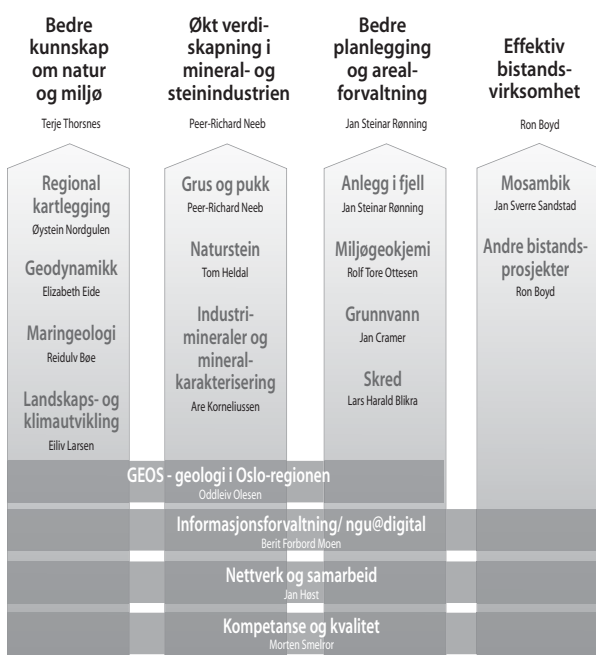 Bedre
kunnskap
om natur
og miljø
Terje Thorsnes
Regional
kartlegging
Øystein Nordgulen
Geodynamikk
Elizabeth Eide
Maringeologi
Reidulv Bøe
Landskaps- og
klimautvikling
Eiliv Larsen
Økt verdi-
skapning i
mineral- og
steinindustrien
Peer-Richard Neeb
Grus og pukk
Peer-Richard Neeb
Naturstein
Tom Heldal
Industri-
mineraler og
mineral-
karakterisering
Are Korneliussen
Bedre
planlegging
og areal-
forvaltning
Jan Steinar Rønning
Anlegg i fjell
Jan Steinar Rønning
Miljøgeokjemi
Rolf Tore Ottesen
Grunnvann
Jan Cramer
Skred
Lars Harald Blikra
Effektiv
bistands-
virksomhet
Ron Boyd
Mosambik
Jan Sverre Sandstad
Andre bistands-
prosjekter
Ron Boyd
GEOS - geologi i Oslo-regionen
Oddleiv Olesen
Informasjonsforvaltning/ ngu@digital
Berit Forbord Moen
Nettverk og samarbeid
Jan Høst
Kompetanse og kvalitet
Morten Smelror